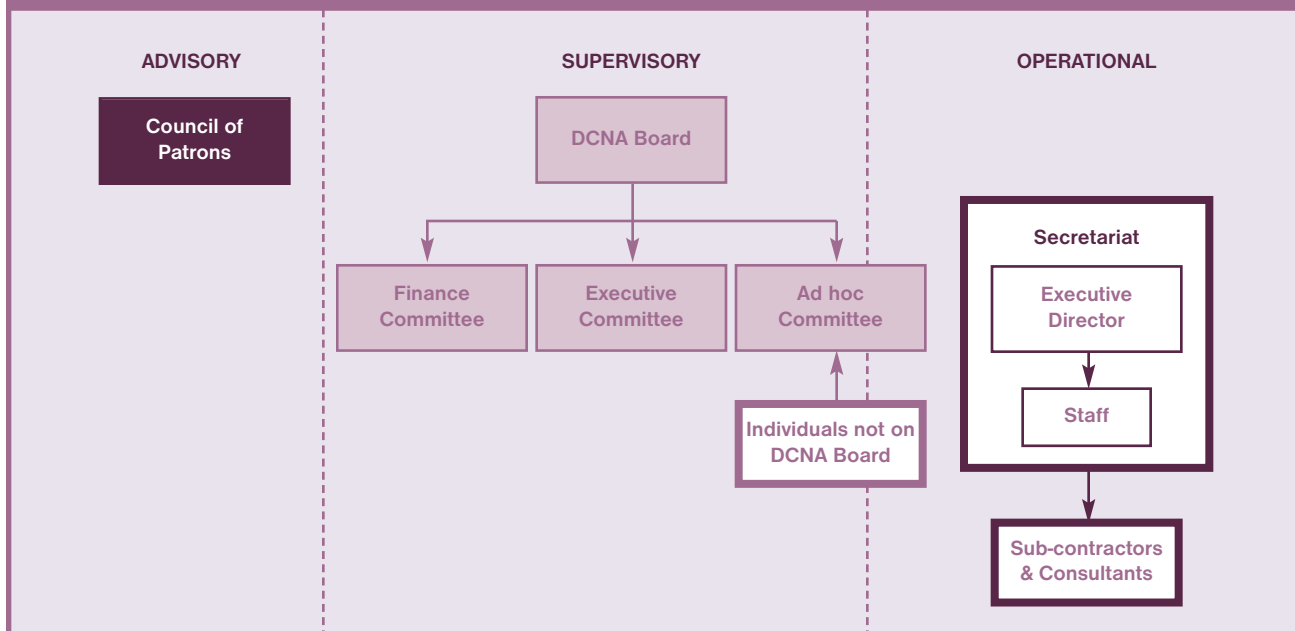 ADVISORY
SUPERVISORY
OPERATIONAL
Council of
Patrons
DCNA Board
Finance
Committee
Executive
Committee
Ad hoc
Committee
Individuals not on
DCNA Board
Secretariat
Executive
Director
Staff
Sub-contractors
& Consultants